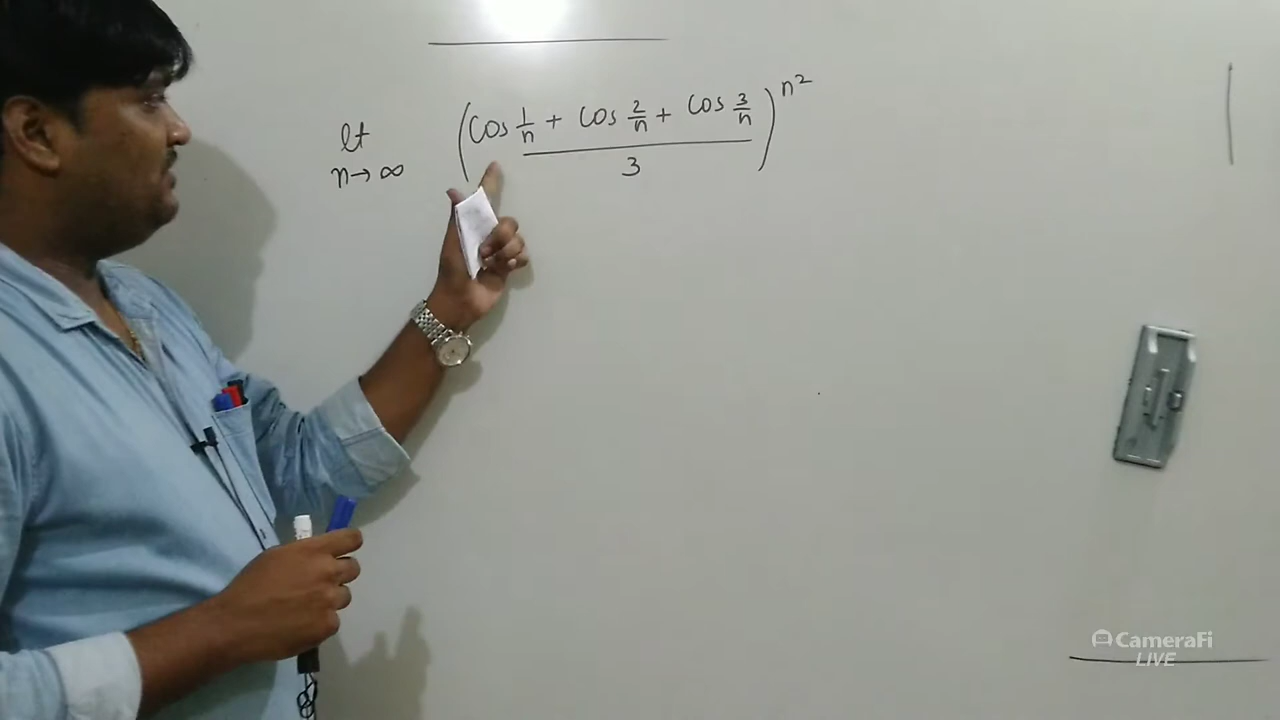 lt n→∞ (cos 1/n + cos 2/n + cos 3/n / 3)^n²
CameraFi
LIVE